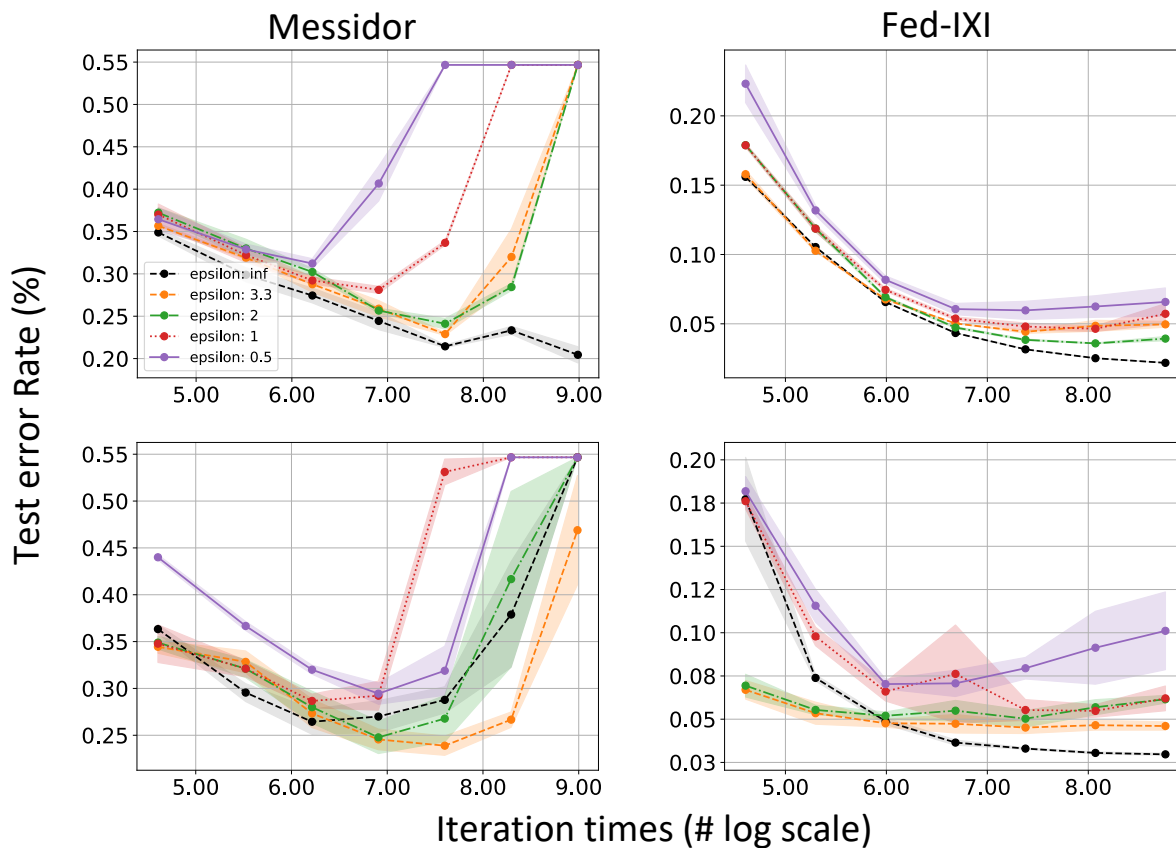 Messidor
Fed-IXI
Test error Rate (%)
0.55
0.50
0.45
0.40
0.35
0.30
0.25
0.20
epsilon: inf
epsilon: 3.3
epsilon: 2
epsilon: 1
epsilon: 0.5
5.00 6.00 7.00 8.00 9.00
0.20
0.15
0.10
0.05
5.00 6.00 7.00 8.00
0.55
0.50
0.45
0.40
0.35
0.30
0.25
5.00 6.00 7.00 8.00 9.00
0.20
0.18
0.15
0.12
0.10
0.08
0.05
0.03
5.00 6.00 7.00 8.00
Iteration times (# log scale)